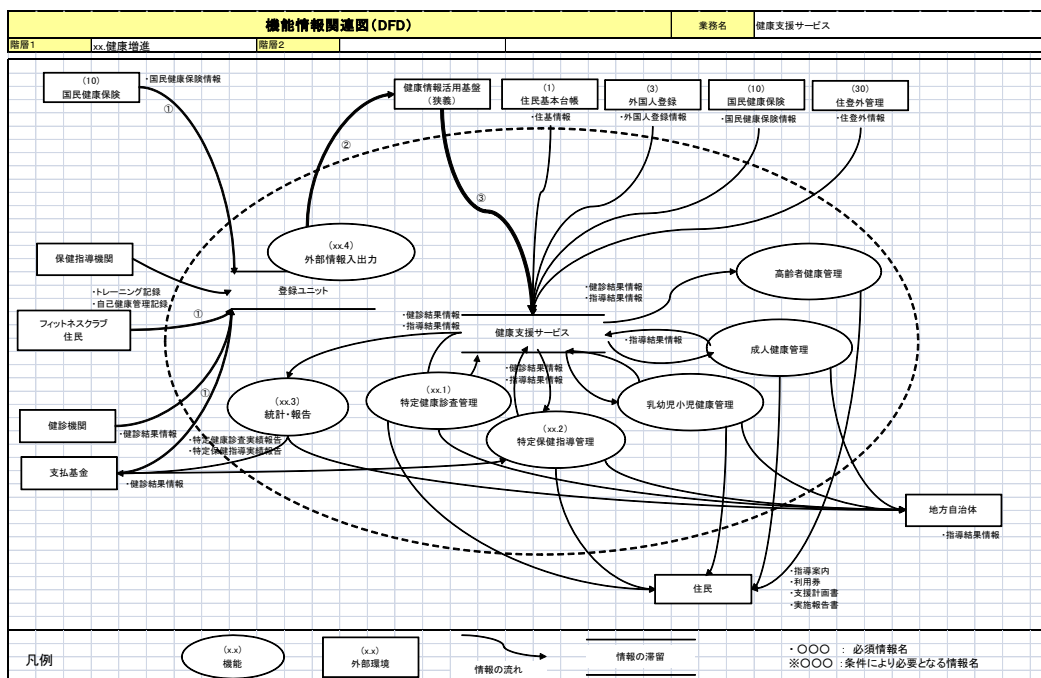 機能情報関連図(DFD)
業務名
健康支援サービス
階層1
xx.健康増進
階層2
(10)
国民健康保険
・国民健康保険情報
①
健康情報活用基盤
(狭義)
(1)
住民基本台帳
・住基情報
(3)
外国人登録
・外国人登録情報
(10)
国民健康保険
・国民健康保険情報
(30)
住登外管理
・住登外情報
②
③
(xx.4)
外部情報入出力
保健指導機関
・トレーニング記録
・自己健康管理記録
登録ユニット
フィットネスクラブ
住民
①
・健診結果情報
・指導結果情報
高齢者健康管理
・健診結果情報
・指導結果情報
健康支援サービス
・指導結果情報
成人健康管理
・健診結果情報
・指導結果情報
①
(xx.3)
統計・報告
(xx.1)
特定健康診査管理
乳幼児小児健康管理
(xx.2)
特定保健指導管理
健診機関
・健診結果情報
・特定健康診査実績報告
・特定保健指導実績報告
支払基金
・健診結果情報
地方自治体
・指導結果情報
住民
・指導案内
・利用券
・支援計画書
・実施報告書
凡例
(x.x)
機能
(x.x)
外部環境
情報の流れ
情報の滞留
・〇〇〇 : 必須情報名
※〇〇〇 :条件により必要となる情報名